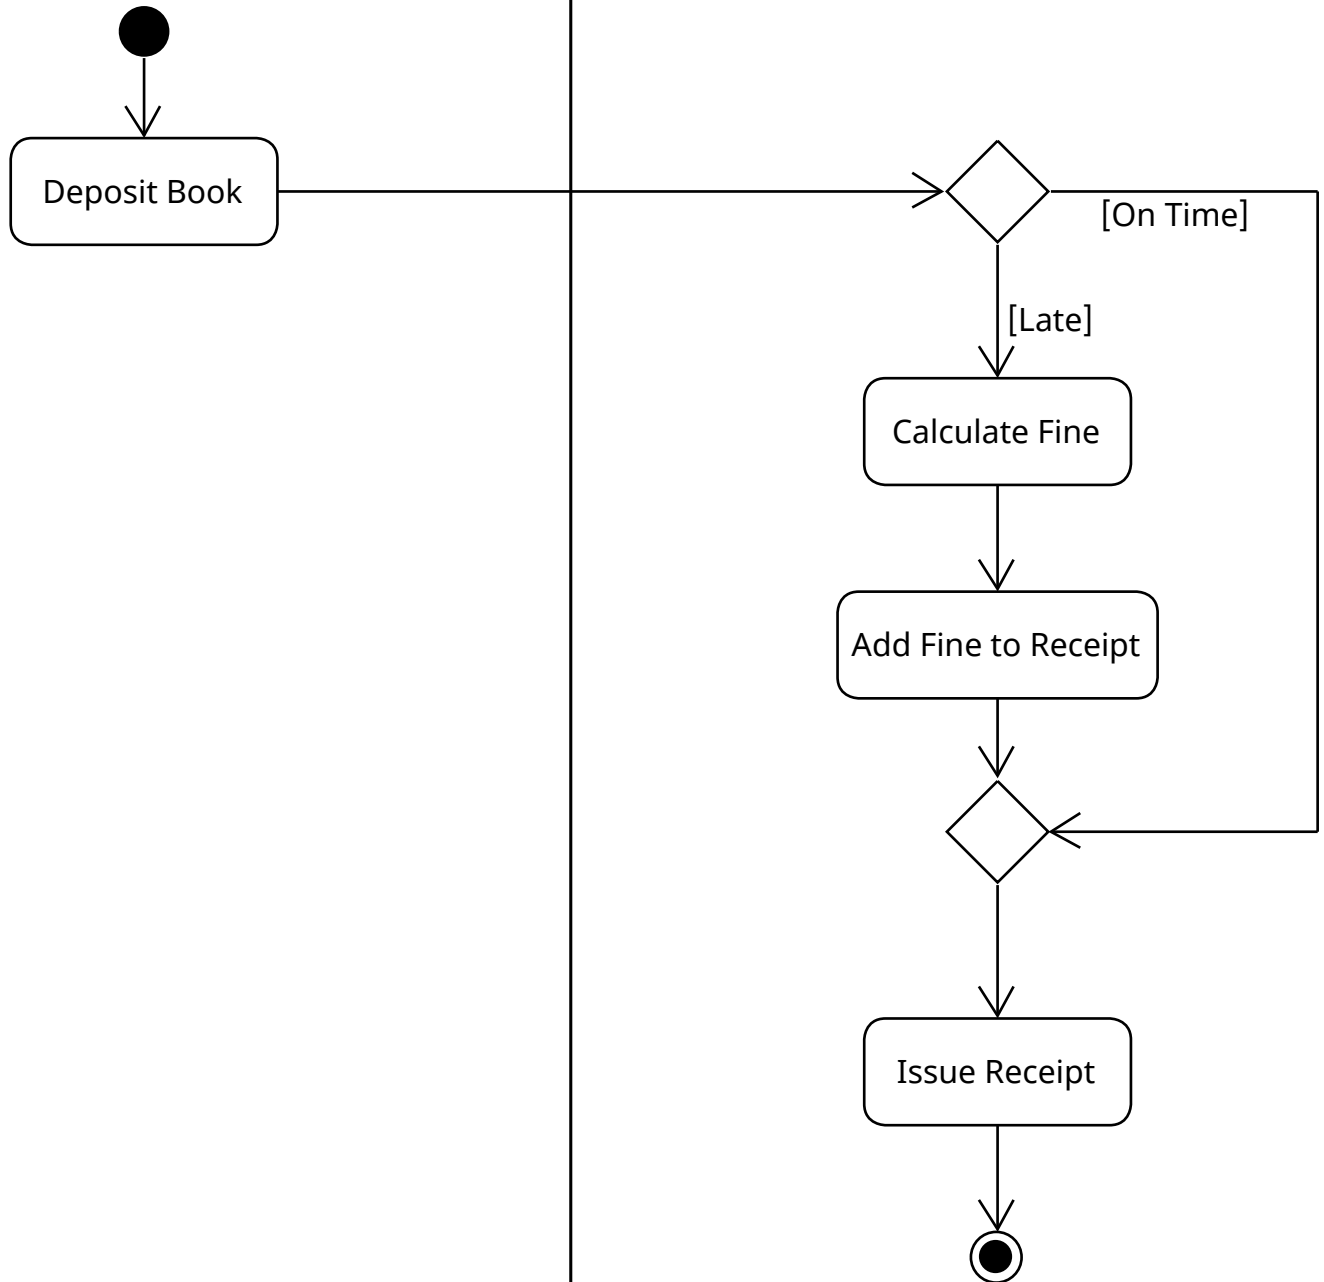 Deposit Book
[On Time]
[Late]
Calculate Fine
Add Fine to Receipt
Issue Receipt